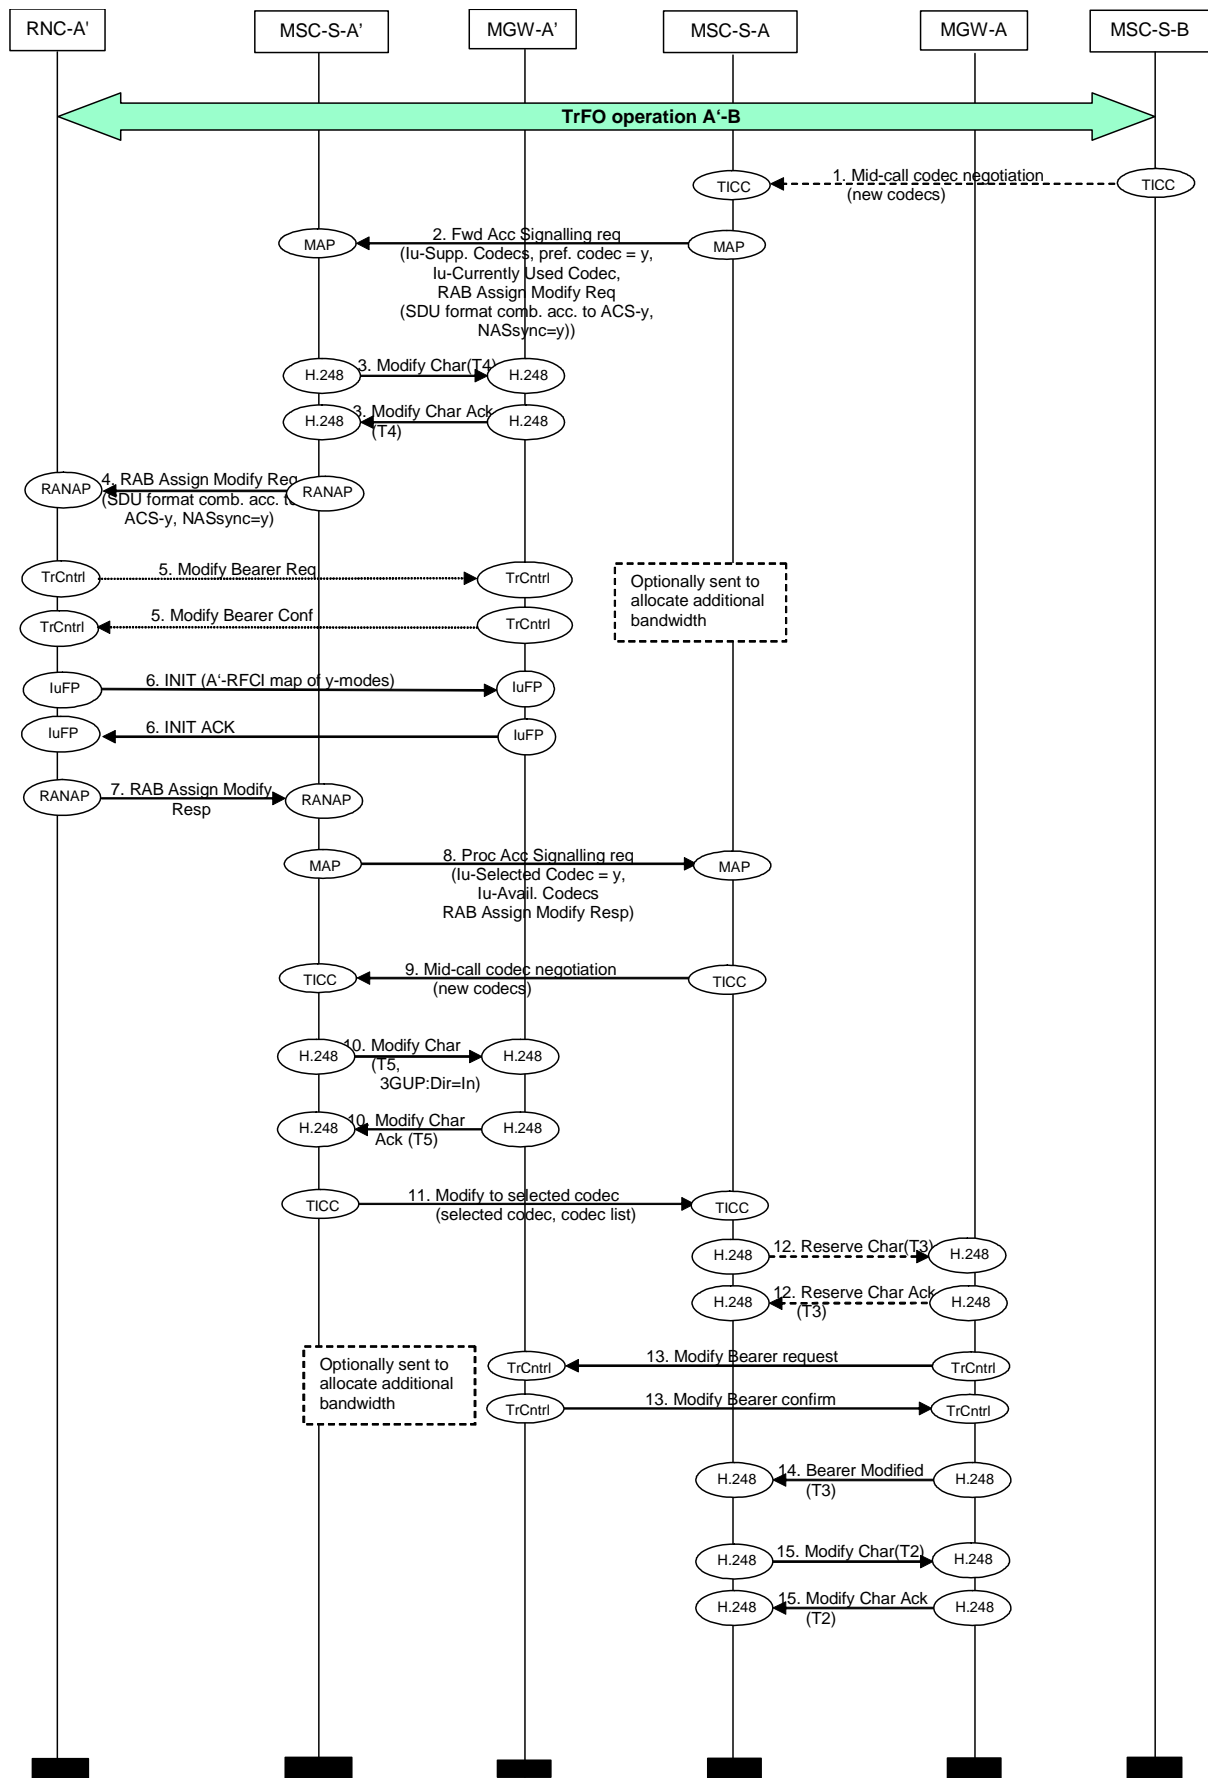 RNC-A'
MSC-S-A’
MGW-A’
MSC-S-A
MGW-A
MSC-S-B
TrFO operation A‘-B
TICC
1. Mid-call codec negotiation
(new codecs)
TICC
MAP
2. Fwd Acc Signalling req
(Iu-Supp. Codecs, pref. codec = y,
Iu-Currently Used Codec,
RAB Assign Modify Req
(SDU format comb. acc. to ACS-y,
NASsync=y))
MAP
H.248
3. Modify Char(T4)
H.248
H.248
3. Modify Char Ack
(T4)
H.248
RANAP
4. RAB Assign Modify Req
(SDU format comb. acc. to
ACS-y, NASsync=y)
RANAP
TrCntrl
5. Modify Bearer Req
TrCntrl
TrCntrl
5. Modify Bearer Conf
TrCntrl
Optionally sent to
allocate additional
bandwidth
IuFP
6. INIT (A‘-RFCI map of y-modes)
IuFP
IuFP
6. INIT ACK
IuFP
RANAP
7. RAB Assign Modify
Resp
RANAP
MAP
8. Proc Acc Signalling req
(Iu-Selected Codec = y,
Iu-Avail. Codecs
RAB Assign Modify Resp)
MAP
TICC
9. Mid-call codec negotiation
(new codecs)
TICC
H.248
10. Modify Char
(T5,
3GUP:Dir=In)
H.248
H.248
10. Modify Char
Ack (T5)
H.248
TICC
11. Modify to selected codec
(selected codec, codec list)
TICC
H.248
12. Reserve Char(T3)
H.248
H.248
12. Reserve Char Ack
(T3)
H.248
Optionally sent to
allocate additional
bandwidth
TrCntrl
13. Modify Bearer request
TrCntrl
TrCntrl
13. Modify Bearer confirm
TrCntrl
H.248
14. Bearer Modified
(T3)
H.248
H.248
15. Modify Char(T2)
H.248
H.248
15. Modify Char Ack
(T2)
H.248